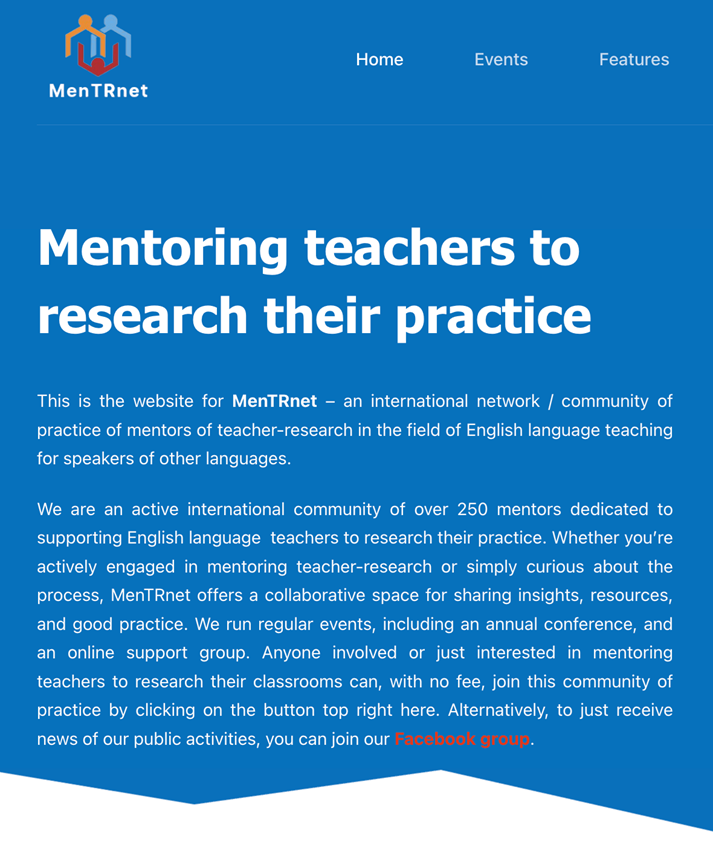 MenTRnet
Home
Events
Features
Mentoring teachers to
research their practice
This is the website for MenTRnet – an international network / community of
practice of mentors of teacher-research in the field of English language teaching
for speakers of other languages.
We are an active international community of over 250 mentors dedicated to
supporting English language  teachers to research their practice. Whether you’re
actively engaged in mentoring teacher-research or simply curious about the
process, MenTRnet offers a collaborative space for sharing insights, resources,
and good practice. We run regular events, including an annual conference, and
an online support group. Anyone involved or just interested in mentoring
teachers to research their classrooms can, with no fee, join this community of
practice by clicking on the button top right here. Alternatively, to just receive
news of our public activities, you can join our Facebook group.